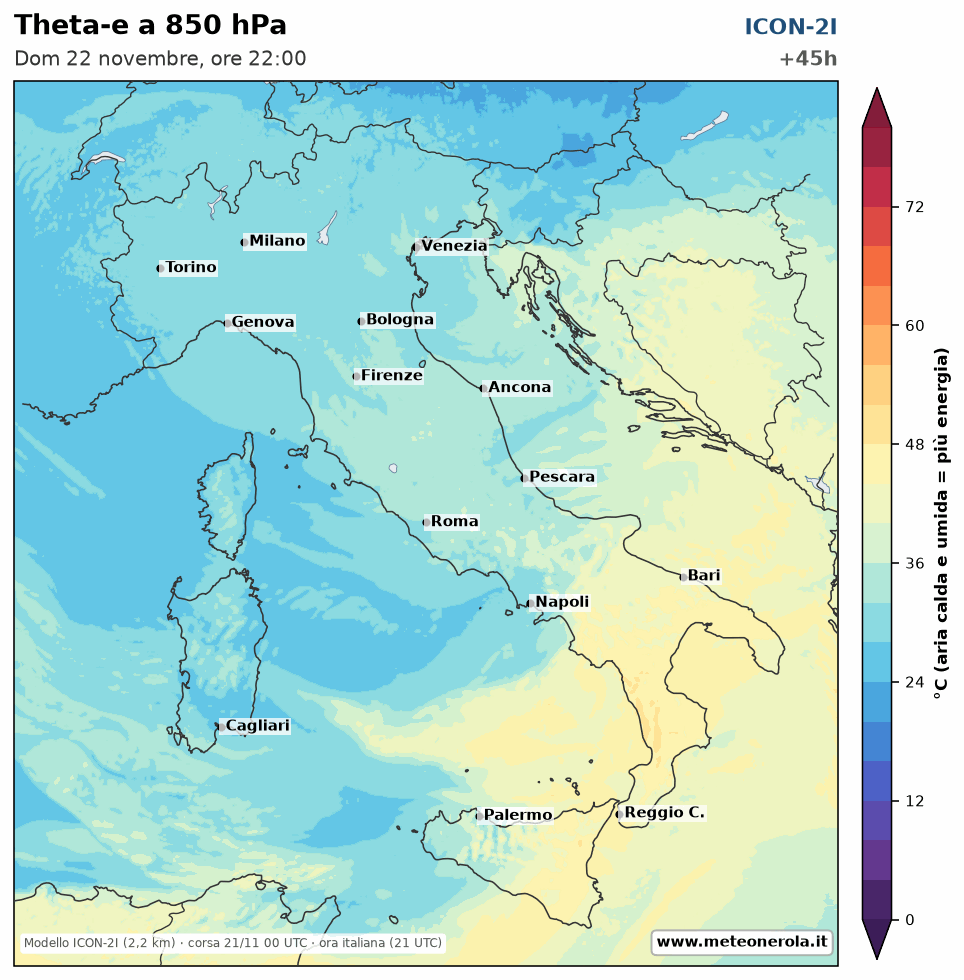 Theta-e a 850 hPa
ICON-2I
Dom 22 novembre, ore 22:00
+45h
Milano
Venezia
Torino
Genova
Bologna
Firenze
Ancona
Pescara
Roma
Bari
Napoli
Cagliari
Palermo
Reggio C.
72
60
48
36
24
12
0
°C (aria calda e umida = più energia)
Modello ICON-2I (2,2 km) · corsa 21/11 00 UTC · ora italiana (21 UTC)
www.meteonerola.it